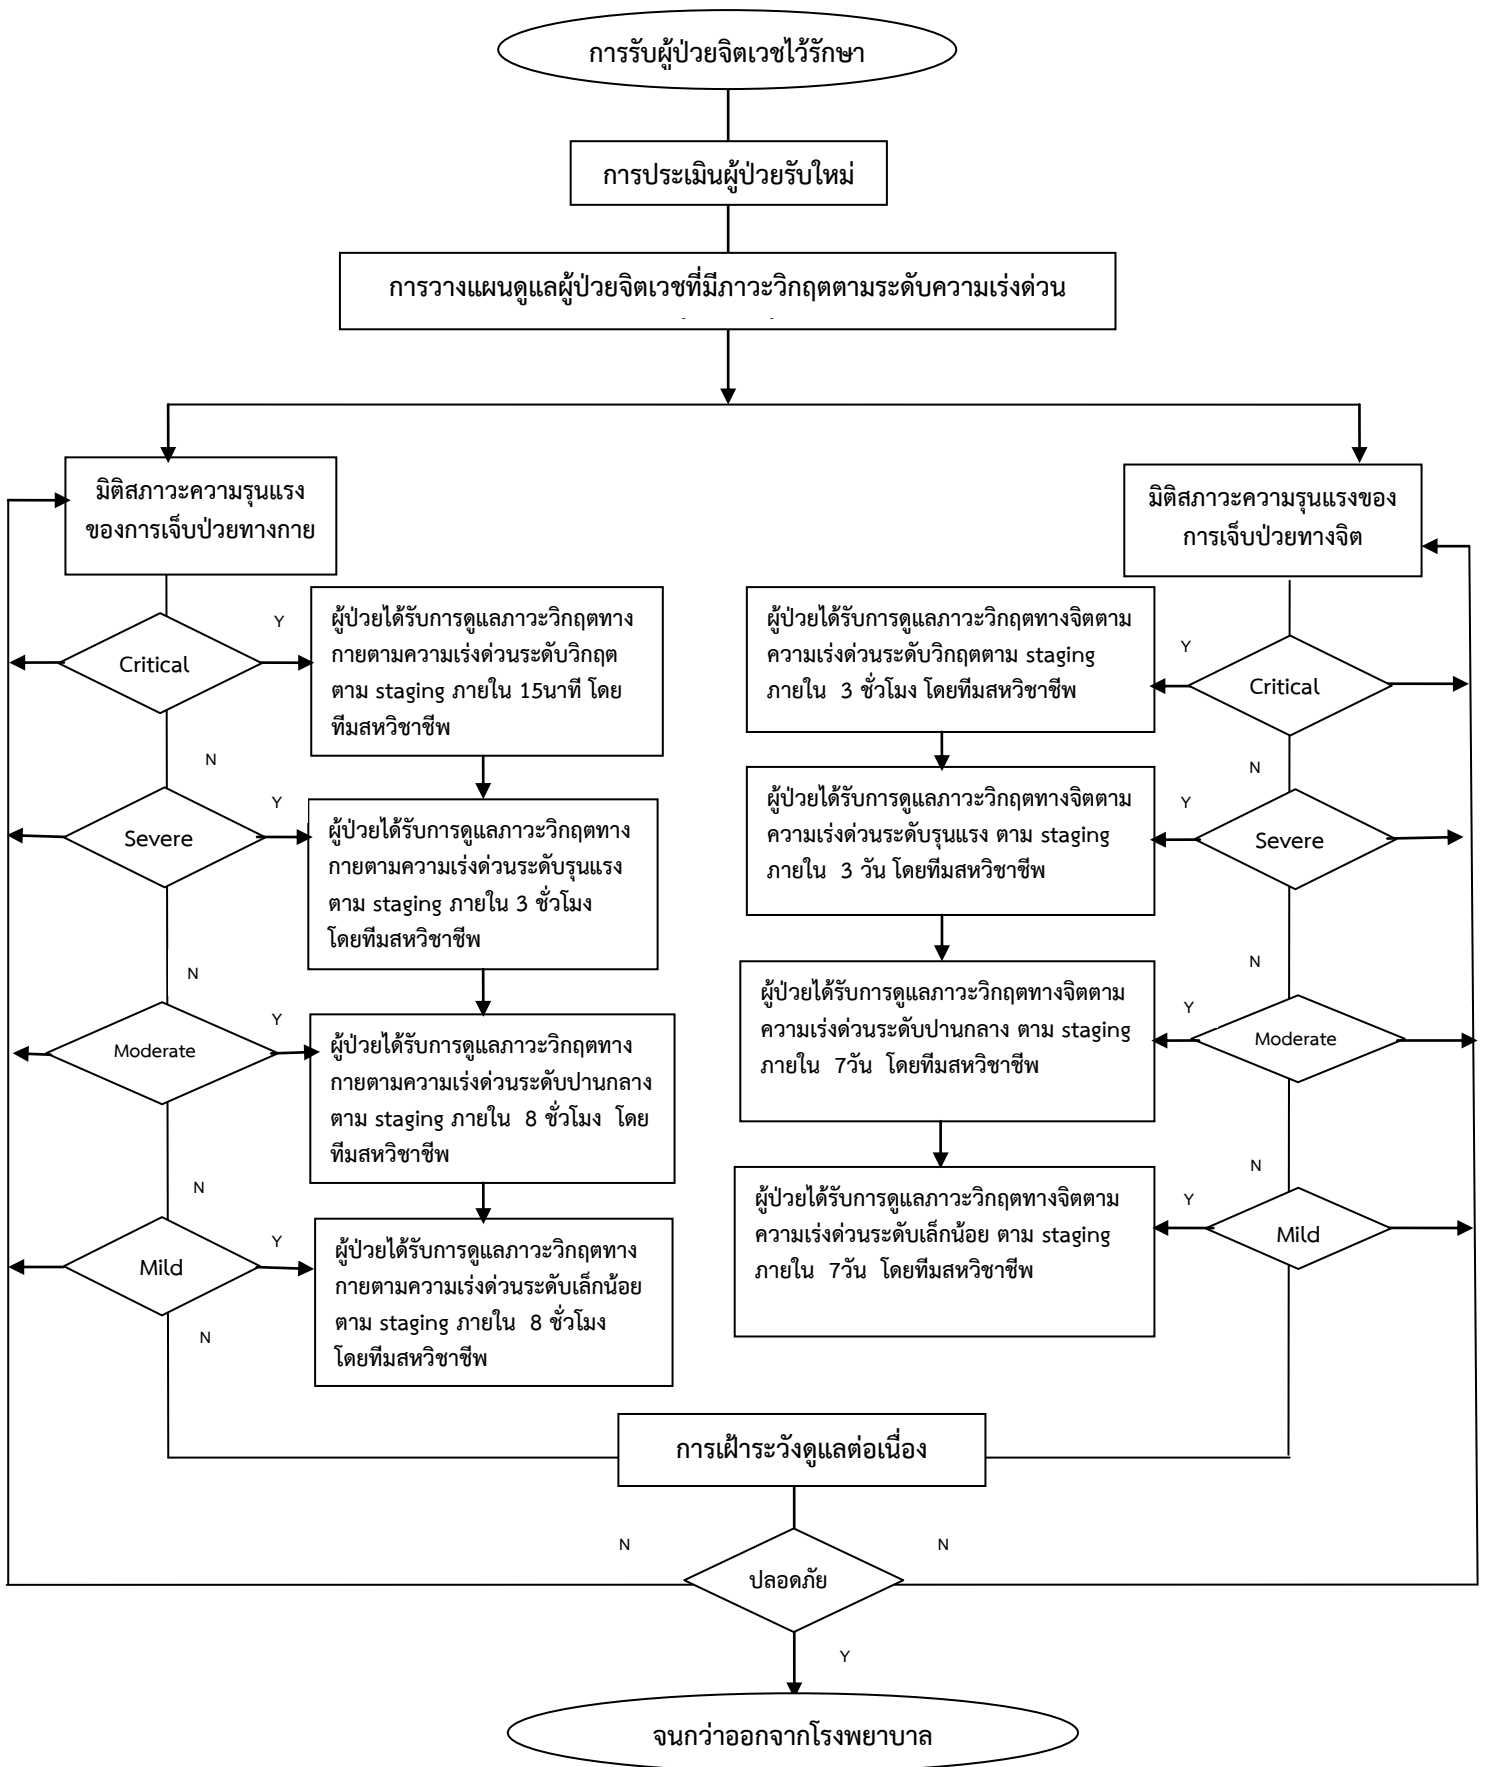 การรับผู้ป่วยจิตเวชไว้รักษา
การประเมินผู้ป่วยรับใหม่
การวางแผนดูแลผู้ป่วยจิตเวชที่มีภาวะวิกฤตตามระดับความเร่งด่วน
มิติสภาวะความรุนแรง
ของการเจ็บป่วยทางกาย
Critical
Y
ผู้ป่วยได้รับการดูแลภาวะวิกฤตทาง
กายตามความเร่งด่วนระดับวิกฤต
ตาม staging ภายใน 15นาที โดย
ทีมสหวิชาชีพ
N
Severe
Y
ผู้ป่วยได้รับการดูแลภาวะวิกฤตทาง
กายตามความเร่งด่วนระดับรุนแรง
ตาม staging ภายใน 3 ชั่วโมง
โดยทีมสหวิชาชีพ
N
Moderate
Y
ผู้ป่วยได้รับการดูแลภาวะวิกฤตทาง
กายตามความเร่งด่วนระดับปานกลาง
ตาม staging ภายใน 8 ชั่วโมง โดย
ทีมสหวิชาชีพ
N
Mild
Y
ผู้ป่วยได้รับการดูแลภาวะวิกฤตทาง
กายตามความเร่งด่วนระดับเล็กน้อย
ตาม staging ภายใน 8 ชั่วโมง
โดยทีมสหวิชาชีพ
N
มิติสภาวะความรุนแรงของ
การเจ็บป่วยทางจิต
Critical
Y
ผู้ป่วยได้รับการดูแลภาวะวิกฤตทางจิตตาม
ความเร่งด่วนระดับวิกฤตตาม staging
ภายใน 3 ชั่วโมง โดยทีมสหวิชาชีพ
N
Severe
Y
ผู้ป่วยได้รับการดูแลภาวะวิกฤตทางจิตตาม
ความเร่งด่วนระดับรุนแรง ตาม staging
ภายใน 3 วัน โดยทีมสหวิชาชีพ
N
Moderate
Y
ผู้ป่วยได้รับการดูแลภาวะวิกฤตทางจิตตาม
ความเร่งด่วนระดับปานกลาง ตาม staging
ภายใน 7วัน โดยทีมสหวิชาชีพ
N
Mild
Y
ผู้ป่วยได้รับการดูแลภาวะวิกฤตทางจิตตาม
ความเร่งด่วนระดับเล็กน้อย ตาม staging
ภายใน 7วัน โดยทีมสหวิชาชีพ
การเฝ้าระวังดูแลต่อเนื่อง
N
N
ปลอดภัย
Y
จนกว่าออกจากโรงพยาบาล